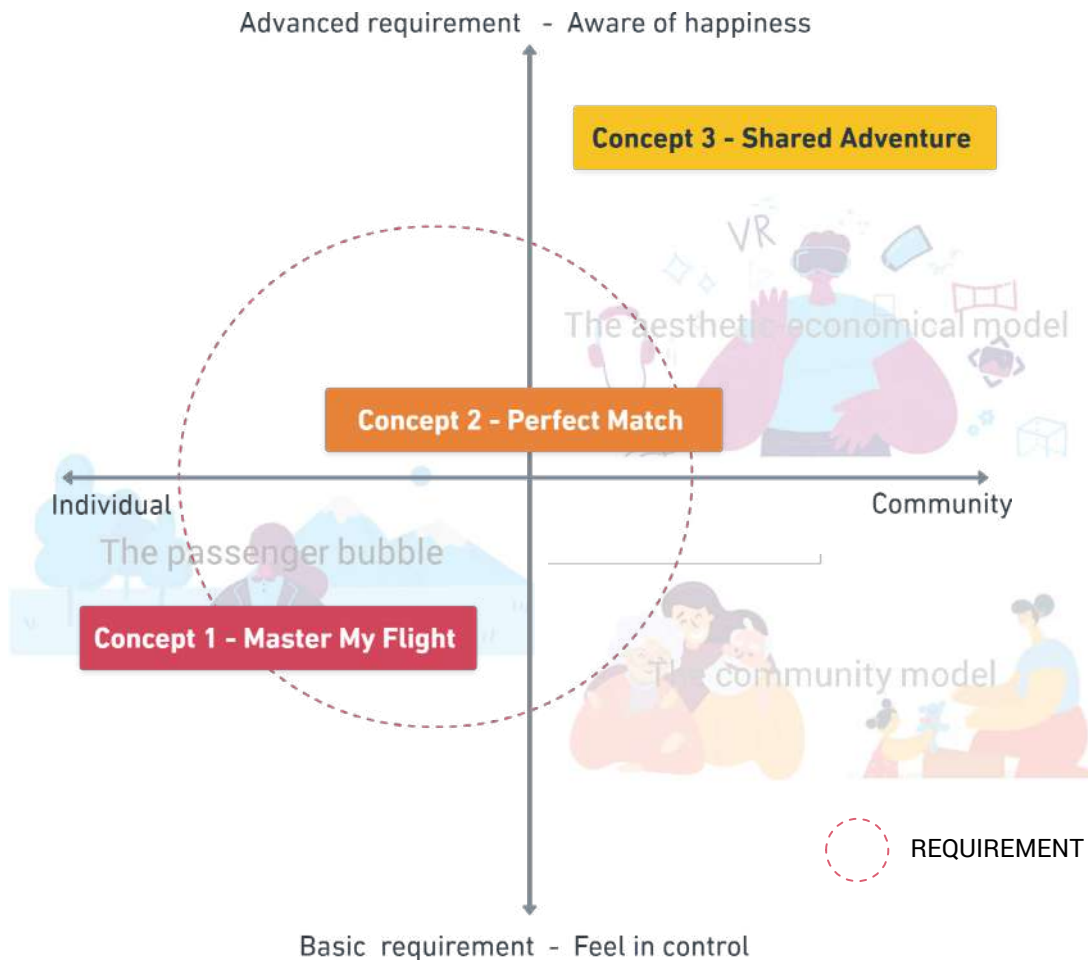 Advanced requirement - Aware of happiness
Concept 3 - Shared Adventure
VR
The aesthetic-economical model
Concept 2 - Perfect Match
Individual
Community
The passenger bubble
Concept 1 - Master My Flight
The community model
REQUIREMENT
Basic requirement - Feel in control